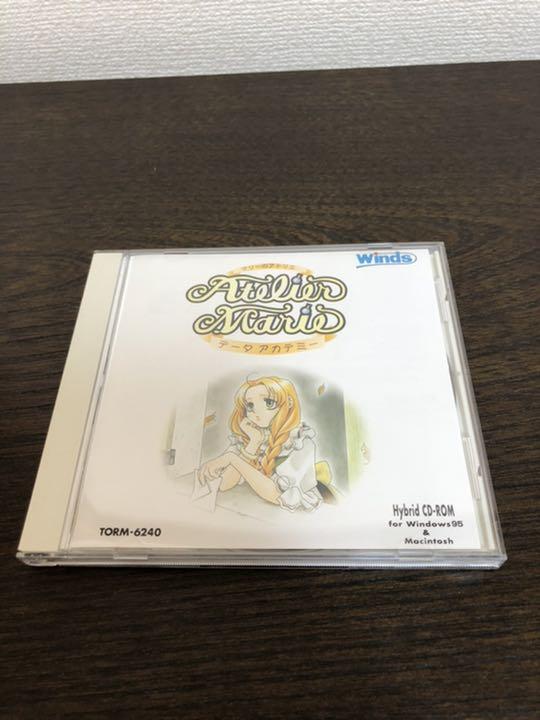 マリーのアトリエ
Winds
Atelier
Marie
データ アカデミー
TORM-6240
Hybrid CD-ROM
for Windows95
&
Macintosh